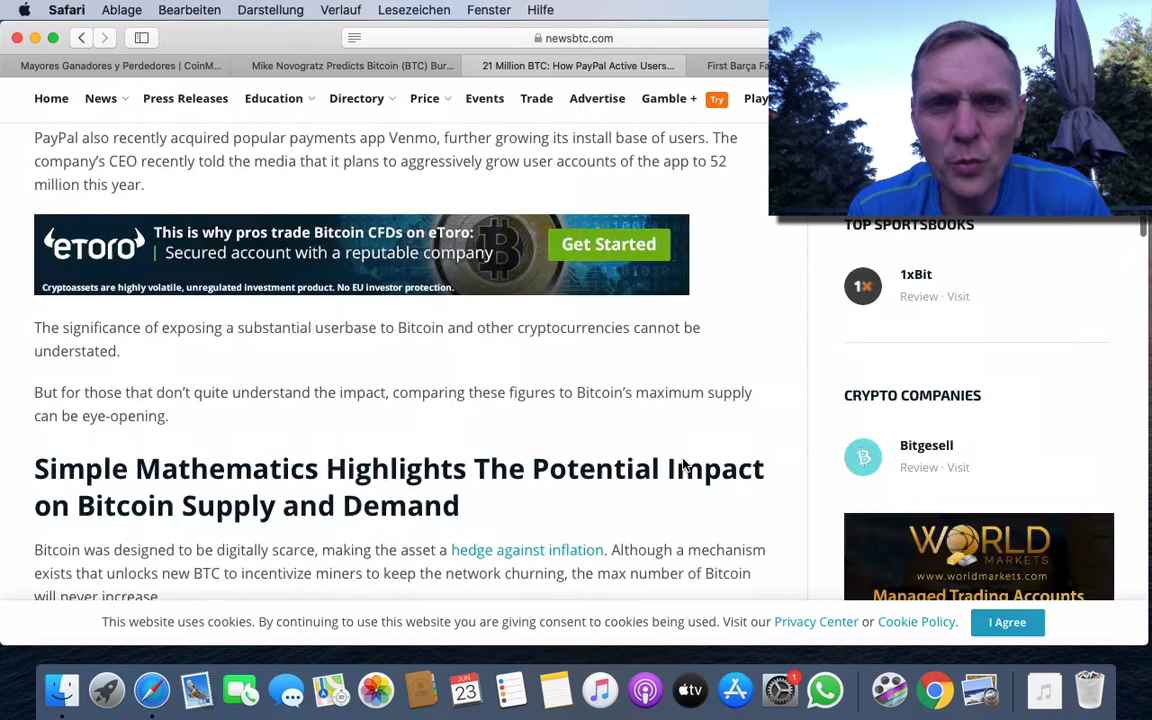 Safari Ablage Bearbeiten Darstellung Verlauf Lesezeichen Fenster Hilfe
newsbtc.com
Mayores Ganadores y Perdedores | CoinM...
Mike Novogratz Predicts Bitcoin (BTC) Bur...
21 Million BTC: How PayPal Active Users...
First Barça Fa
Home News Press Releases Education Directory Price Events Trade Advertise Gamble + Try Play
PayPal also recently acquired popular payments app Venmo, further growing its install base of users. The
company’s CEO recently told the media that it plans to aggressively grow user accounts of the app to 52
million this year.
eToro
This is why pros trade Bitcoin CFDs on eToro:
| Secured account with a reputable company
Get Started
Cryptoassets are highly volatile, unregulated investment product. No EU investor protection.
The significance of exposing a substantial userbase to Bitcoin and other cryptocurrencies cannot be
understated.
But for those that don’t quite understand the impact, comparing these figures to Bitcoin’s maximum supply
can be eye-opening.
Simple Mathematics Highlights The Potential Impact
on Bitcoin Supply and Demand
Bitcoin was designed to be digitally scarce, making the asset a hedge against inflation. Although a mechanism
exists that unlocks new BTC to incentivize miners to keep the network churning, the max number of Bitcoin
will never increase.
TOP SPORTSBOOKS
1X
1xBit
Review · Visit
CRYPTO COMPANIES
Bitgesell
Review · Visit
WORLD
MARKETS
www.worldmarkets.com
Managed Trading Accounts
This website uses cookies. By continuing to use this website you are giving consent to cookies being used. Visit our Privacy Center or Cookie Policy.
I Agree
JUN
23
tv
1